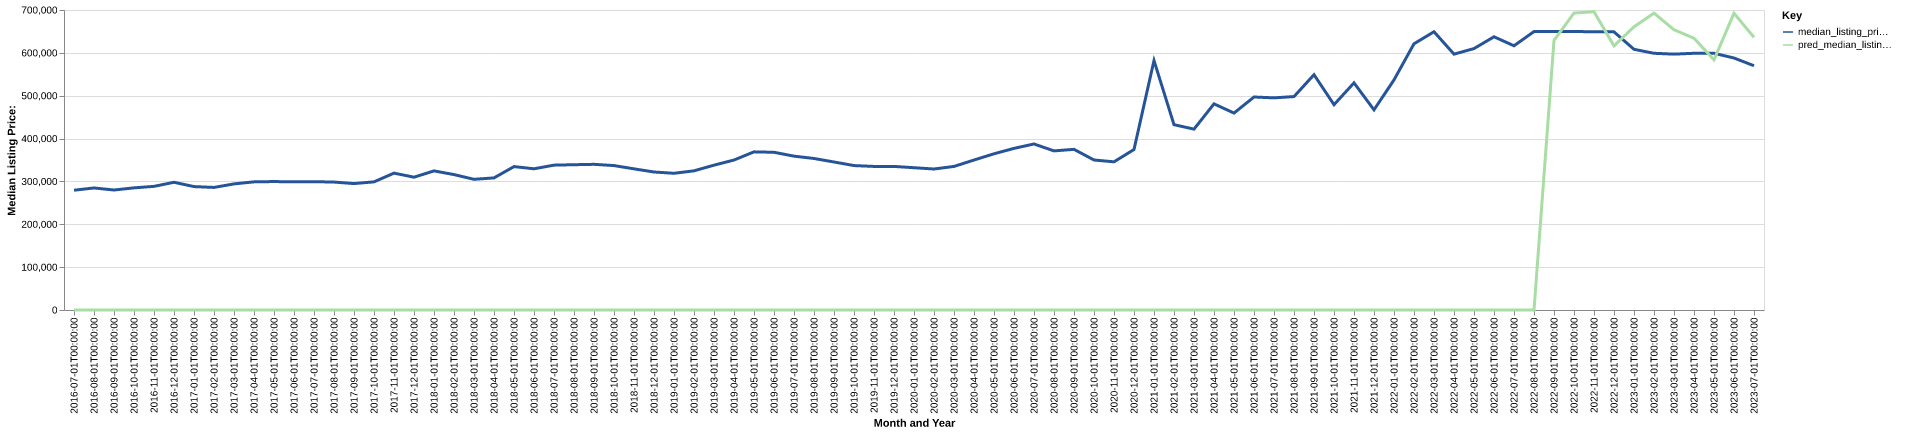 700,000
600,000
500,000
400,000
300,000
200,000
100,000
0
Median Listing Price:
2016-07-01T00:00:00
2016-08-01T00:00:00
2016-09-01T00:00:00
2016-10-01T00:00:00
2016-11-01T00:00:00
2016-12-01T00:00:00
2017-01-01T00:00:00
2017-02-01T00:00:00
2017-03-01T00:00:00
2017-04-01T00:00:00
2017-05-01T00:00:00
2017-06-01T00:00:00
2017-07-01T00:00:00
2017-08-01T00:00:00
2017-09-01T00:00:00
2017-10-01T00:00:00
2017-11-01T00:00:00
2017-12-01T00:00:00
2018-01-01T00:00:00
2018-02-01T00:00:00
2018-03-01T00:00:00
2018-04-01T00:00:00
2018-05-01T00:00:00
2018-06-01T00:00:00
2018-07-01T00:00:00
2018-08-01T00:00:00
2018-09-01T00:00:00
2018-10-01T00:00:00
2018-11-01T00:00:00
2018-12-01T00:00:00
2019-01-01T00:00:00
2019-02-01T00:00:00
2019-03-01T00:00:00
2019-04-01T00:00:00
2019-05-01T00:00:00
2019-06-01T00:00:00
2019-07-01T00:00:00
2019-08-01T00:00:00
2019-09-01T00:00:00
2019-10-01T00:00:00
2019-11-01T00:00:00
2019-12-01T00:00:00
2020-01-01T00:00:00
2020-02-01T00:00:00
2020-03-01T00:00:00
2020-04-01T00:00:00
2020-05-01T00:00:00
2020-06-01T00:00:00
2020-07-01T00:00:00
2020-08-01T00:00:00
2020-09-01T00:00:00
2020-10-01T00:00:00
2020-11-01T00:00:00
2020-12-01T00:00:00
2021-01-01T00:00:00
2021-02-01T00:00:00
2021-03-01T00:00:00
2021-04-01T00:00:00
2021-05-01T00:00:00
2021-06-01T00:00:00
2021-07-01T00:00:00
2021-08-01T00:00:00
2021-09-01T00:00:00
2021-10-01T00:00:00
2021-11-01T00:00:00
2021-12-01T00:00:00
2022-01-01T00:00:00
2022-02-01T00:00:00
2022-03-01T00:00:00
2022-04-01T00:00:00
2022-05-01T00:00:00
2022-06-01T00:00:00
2022-07-01T00:00:00
2022-08-01T00:00:00
2022-09-01T00:00:00
2022-10-01T00:00:00
2022-11-01T00:00:00
2022-12-01T00:00:00
2023-01-01T00:00:00
2023-02-01T00:00:00
2023-03-01T00:00:00
2023-04-01T00:00:00
2023-05-01T00:00:00
2023-06-01T00:00:00
2023-07-01T00:00:00
Month and Year
Key
median_listing_pri…
pred_median_listin…